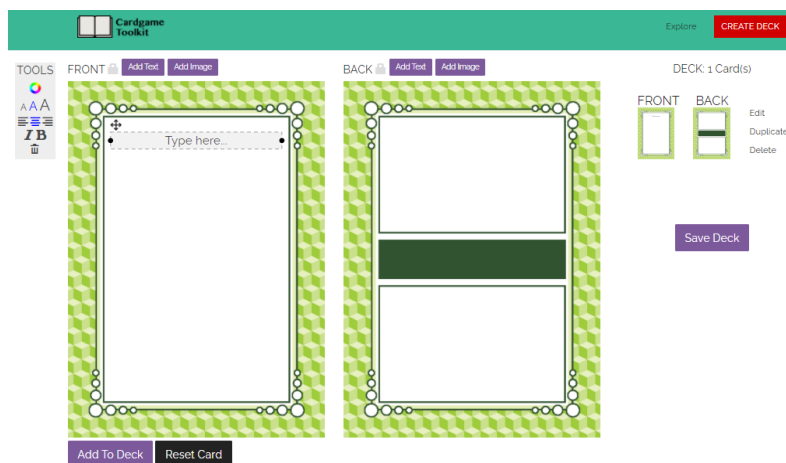 Cardgame
Toolkit
Explore
CREATE DECK
TOOLS
A A A
I B
FRONT
Add Text
Add Image
Type here...
Add To Deck
Reset Card
BACK
Add Text
Add Image
DECK: 1 Card(s)
FRONT
BACK
Edit
Duplicate
Delete
Save Deck